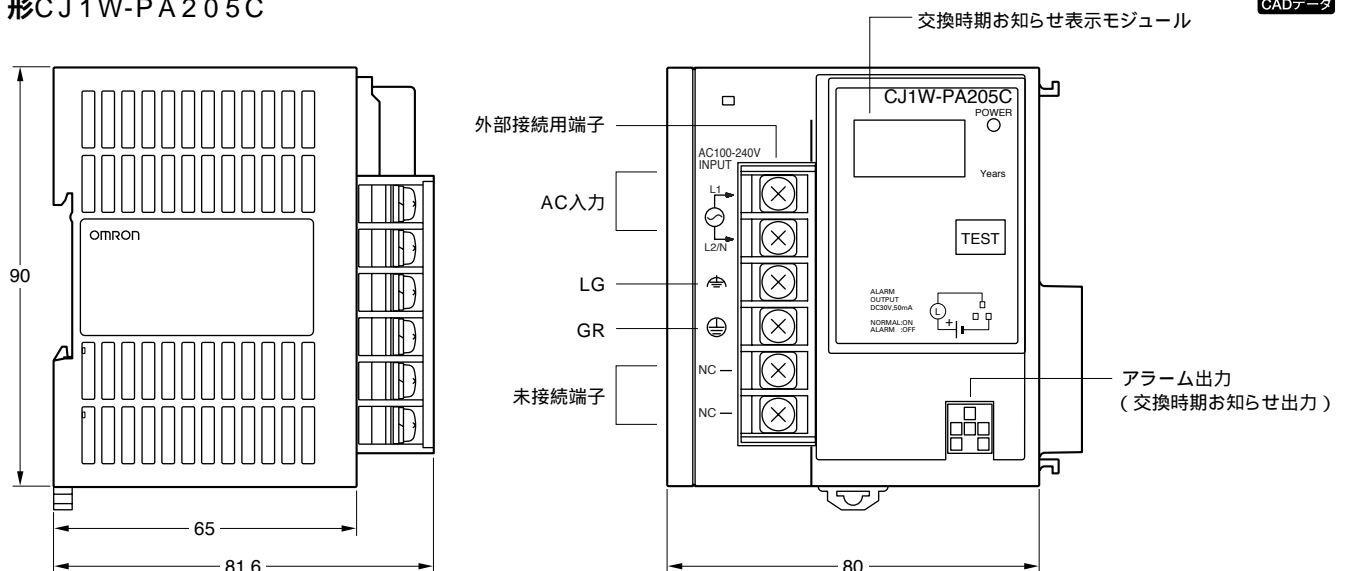 形CJ1W-PA205C
CADデータ
交換時期お知らせ表示モジュール
CJ1W-PA205C
POWER
外部接続用端子
AC100-240V
INPUT
Years
L1
AC入力
OMRON
TEST
L2/N
90
LG
ALARM
OUTPUT
DC30V,50mA
L
+
GR
NORMAL:ON
ALARM :OFF
NC
未接続端子
NC
アラーム出力
(交換時期お知らせ出力)
65
81.6
80